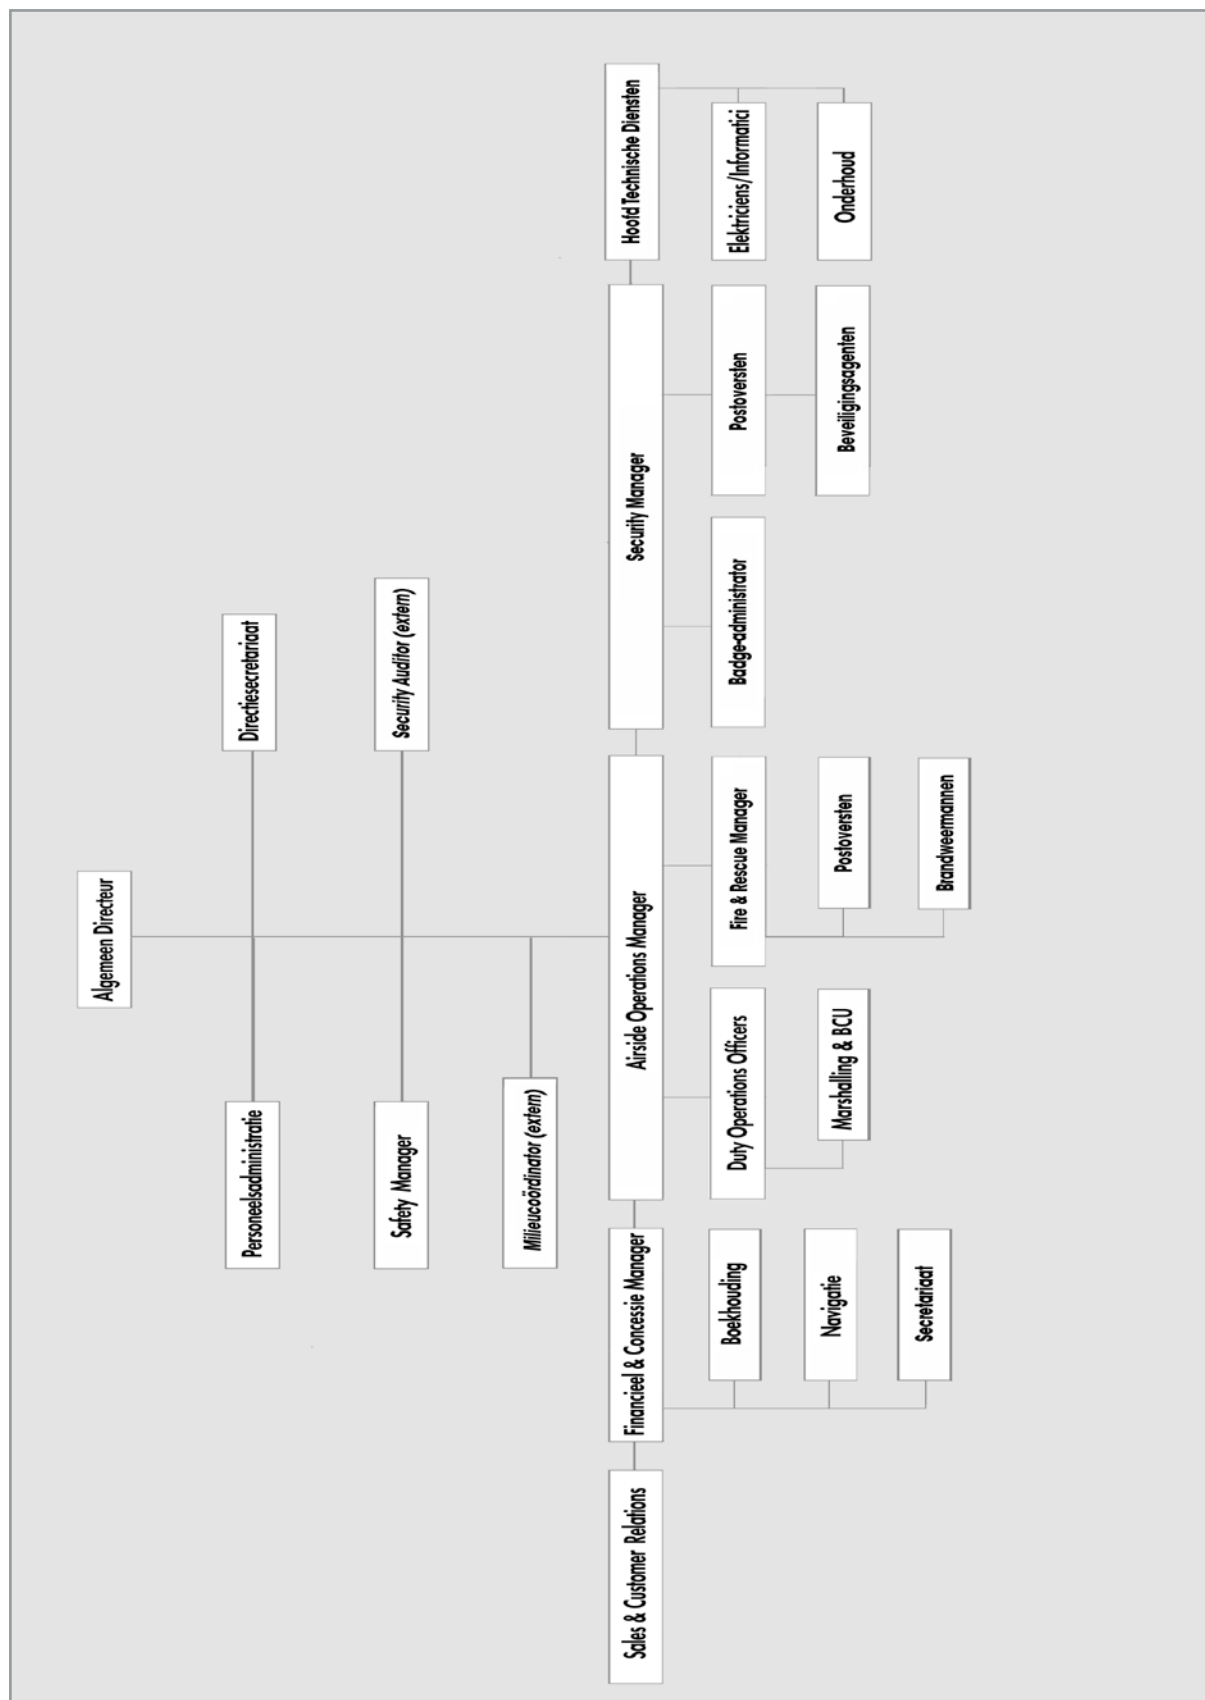 Algemeen Directeur
Personeelsadministratie
Directiesecretariaat
Safety Manager
Security Auditor (extern)
Milieucoördinator (extern)
Sales & Customer Relations
Financieel & Concessie Manager
Airside Operations Manager
Security Manager
Hoofd Technische Diensten
Boekhouding
Duty Operations Officers
Fire & Rescue Manager
Badge-administrator
Postoversten
Elektriciens/Informatici
Navigatie
Marshalling & BCU
Postoversten
Beveiligingsagenten
Onderhoud
Secretariaat
Brandweermannen